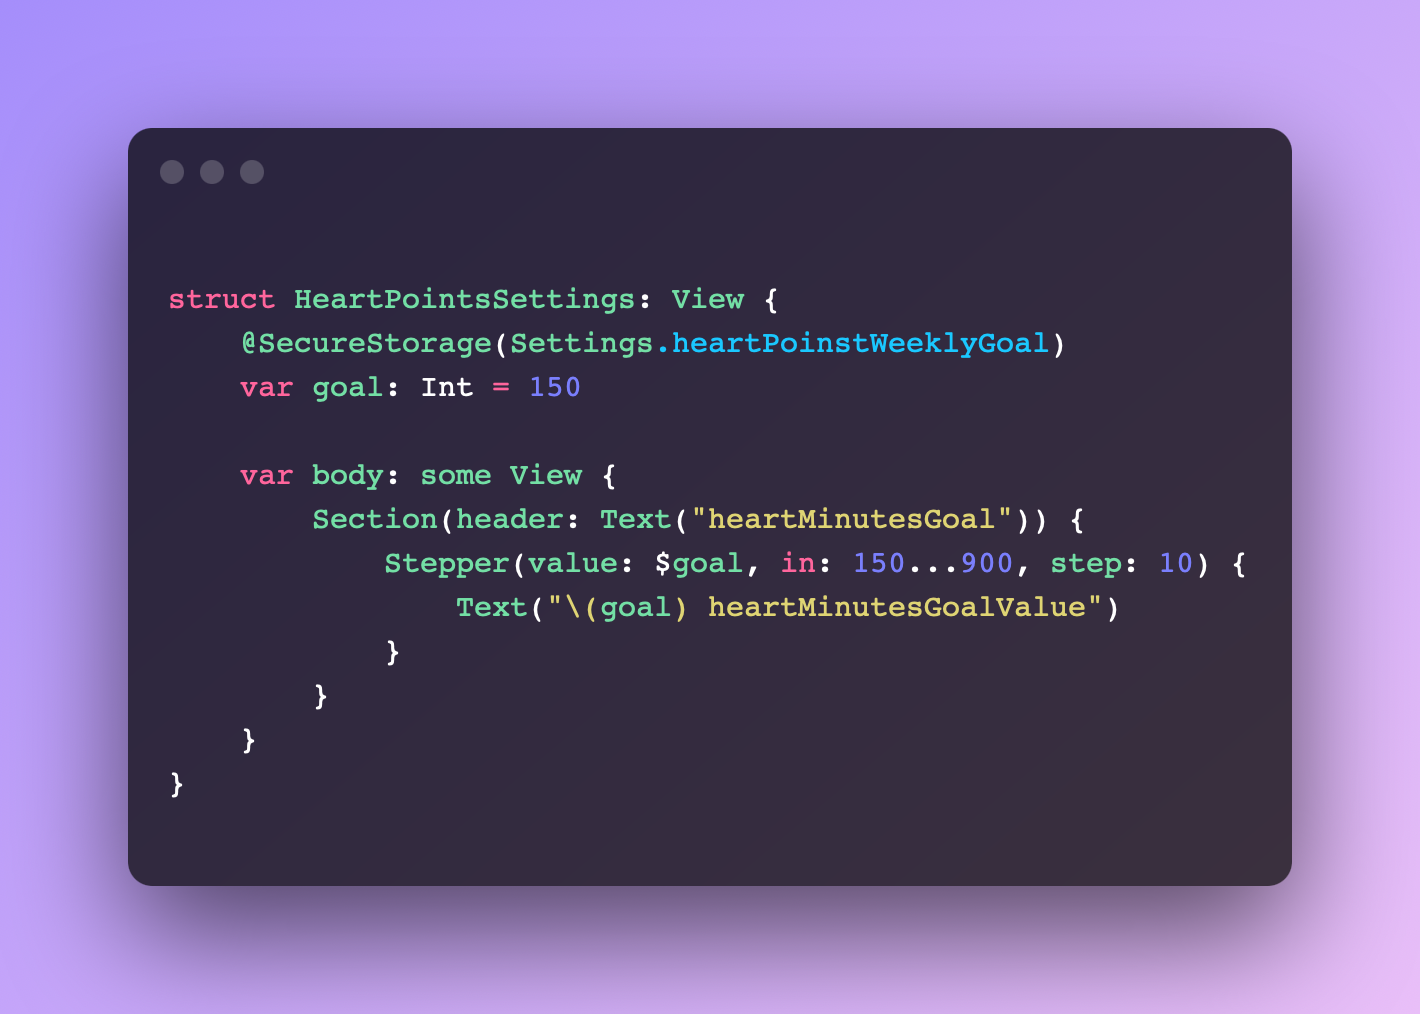 struct HeartPointsSettings: View {
    @SecureStorage(Settings.heartPoinstWeeklyGoal)
    var goal: Int = 150

    var body: some View {
        Section(header: Text("heartMinutesGoal")) {
            Stepper(value: $goal, in: 150...900, step: 10) {
                Text("\(goal) heartMinutesGoalValue")
            }
        }
    }
}